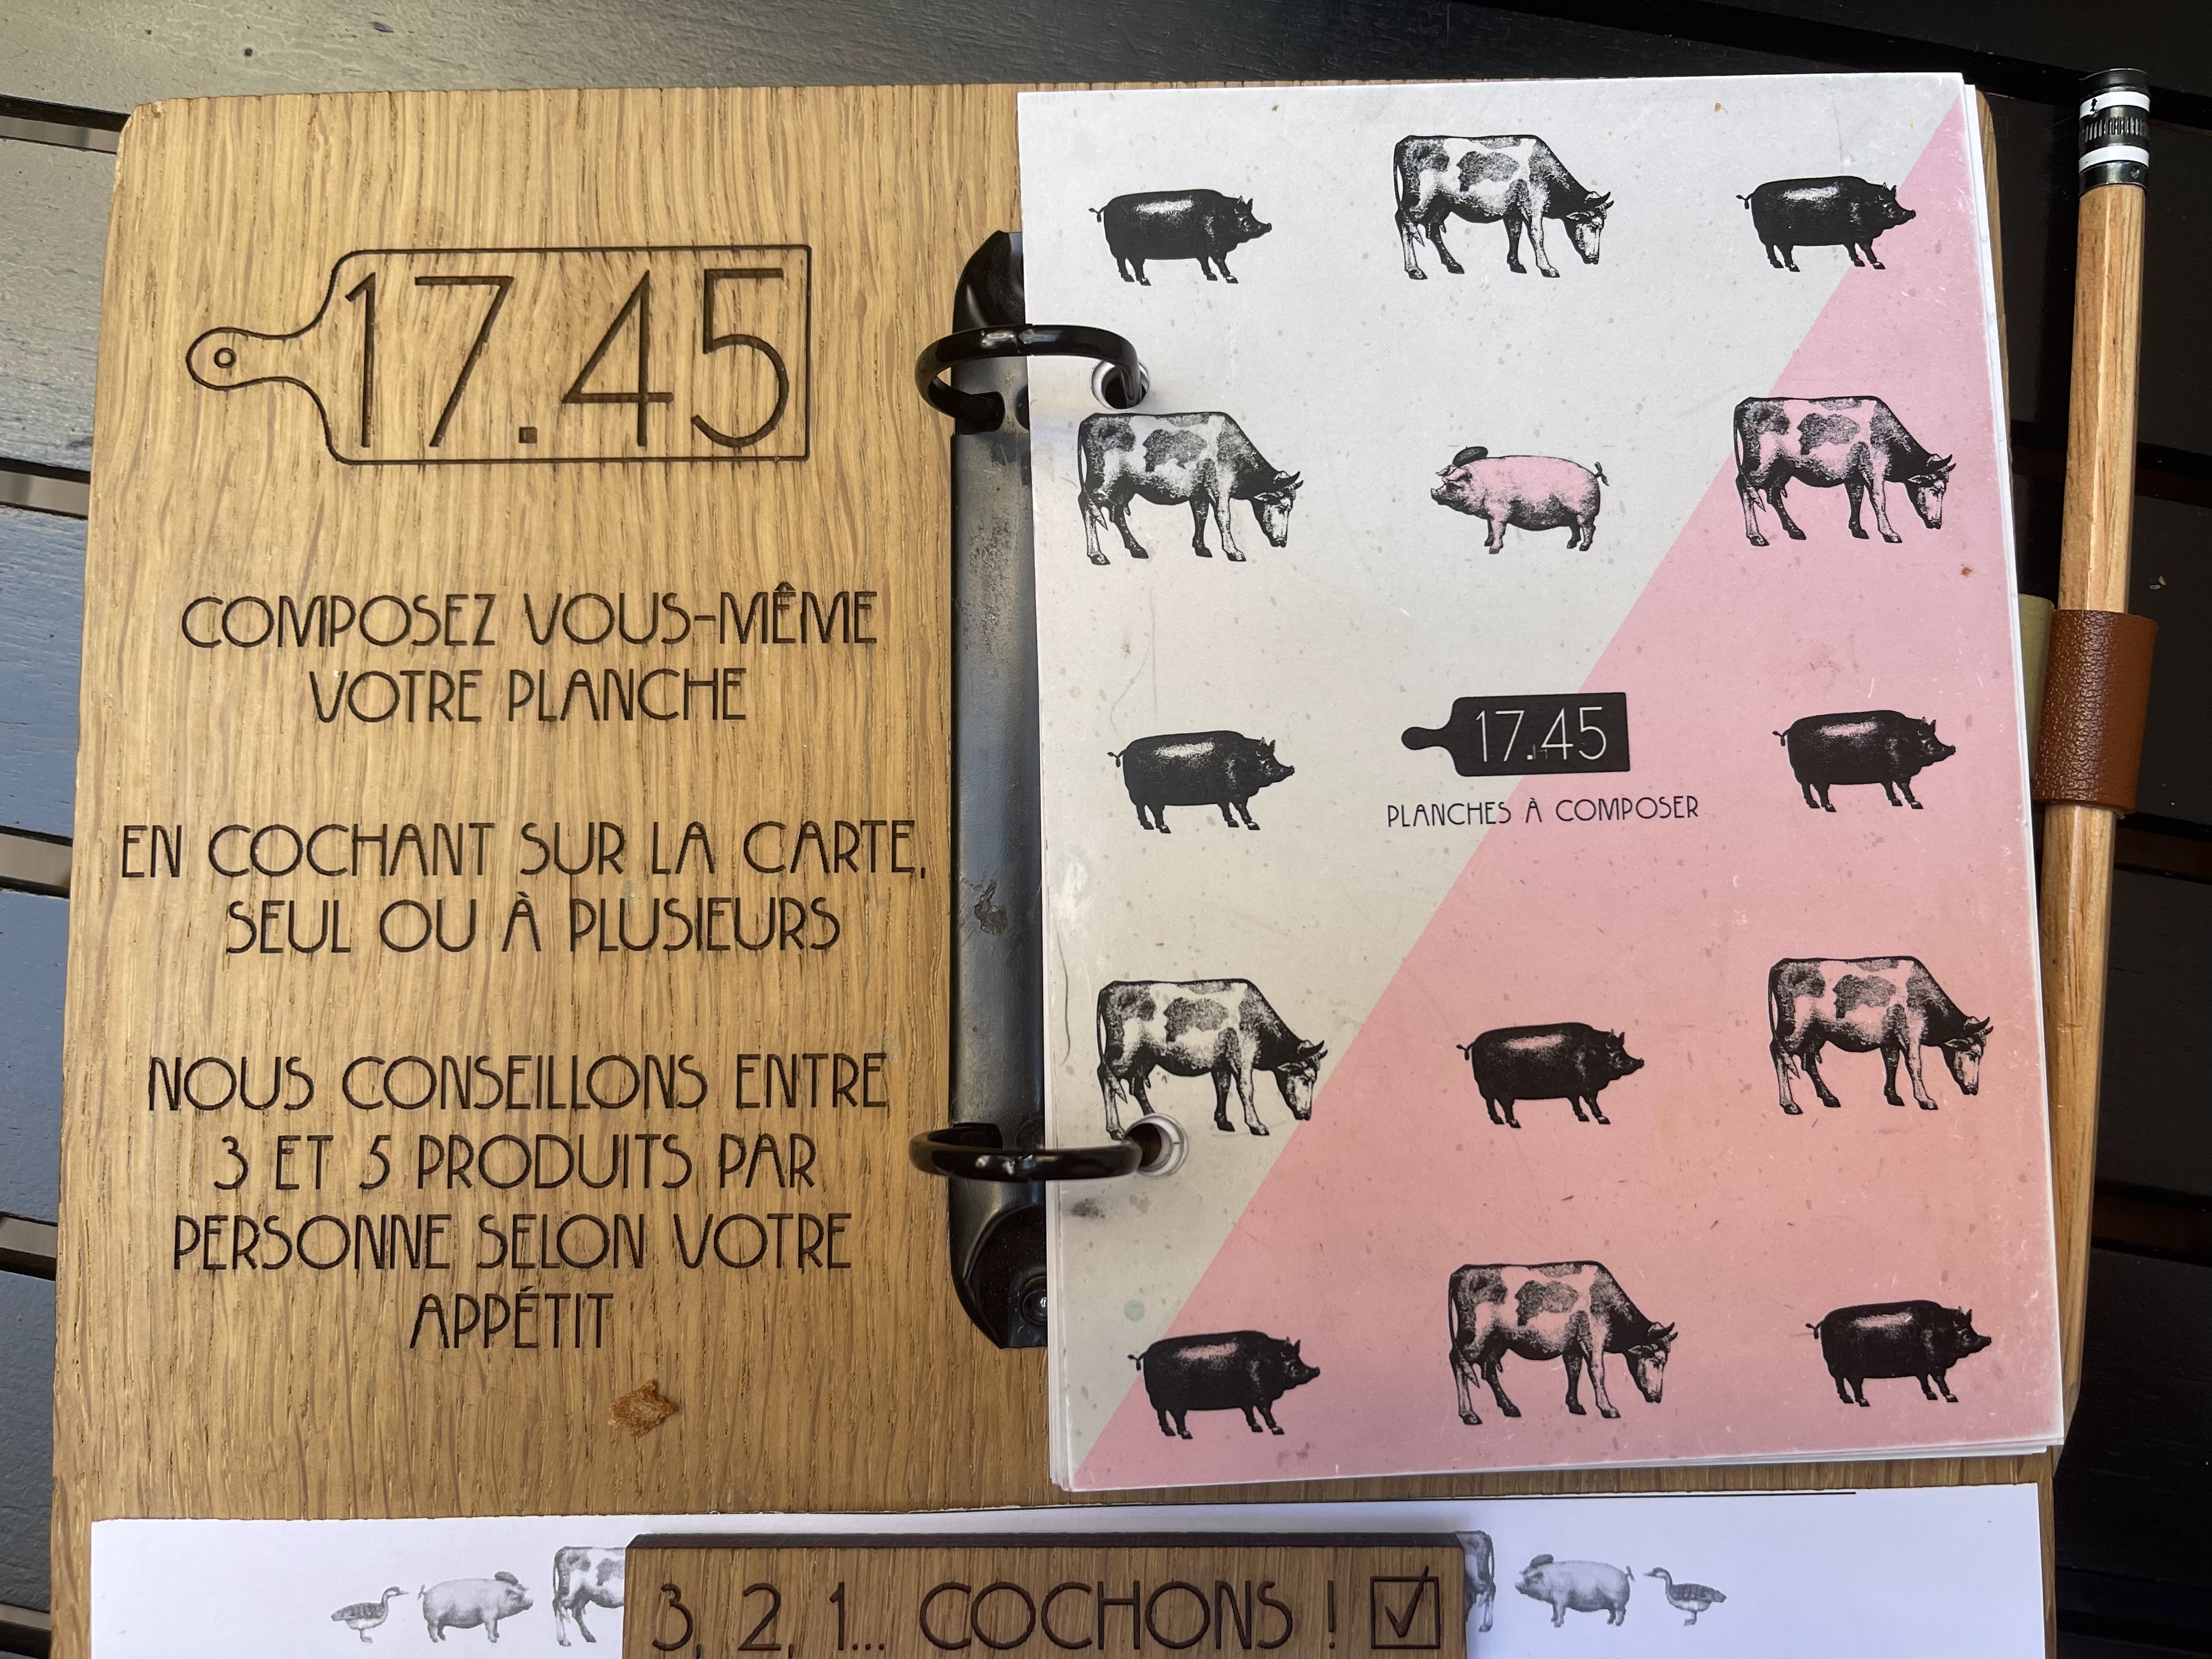 17.45
COMPOSEZ VOUS-MÊME
VOTRE PLANCHE
EN COCHANT SUR LA CARTE,
SEUL OU À PLUSIEURS
NOUS CONSEILLONS ENTRE
3 ET 5 PRODUITS PAR
PERSONNE SELON VOTRE
APPÉTIT
17.45
PLANCHES À COMPOSER
3, 2, 1... COCHONS !